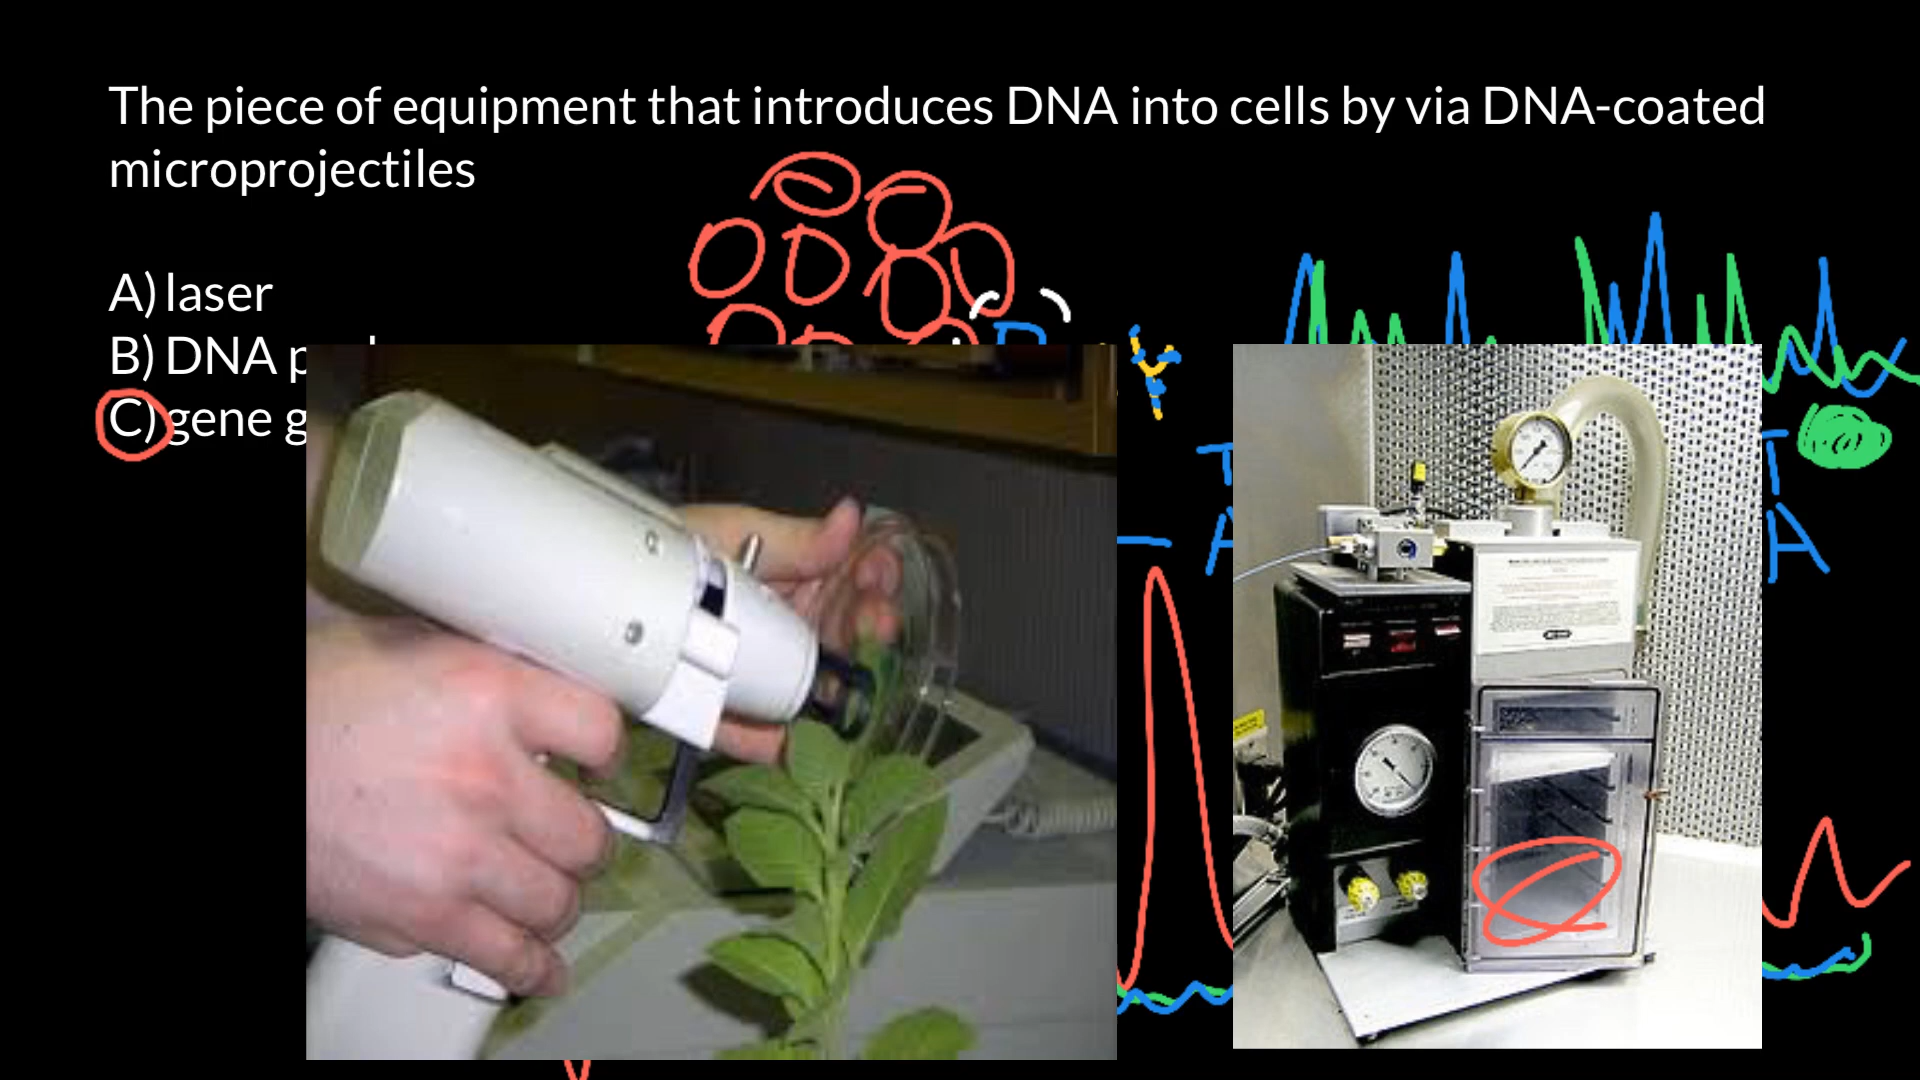 The piece of equipment that introduces DNA into cells by via DNA-coated
microprojectiles
A) laser
B) DNA
C) gene
T
T
A
A